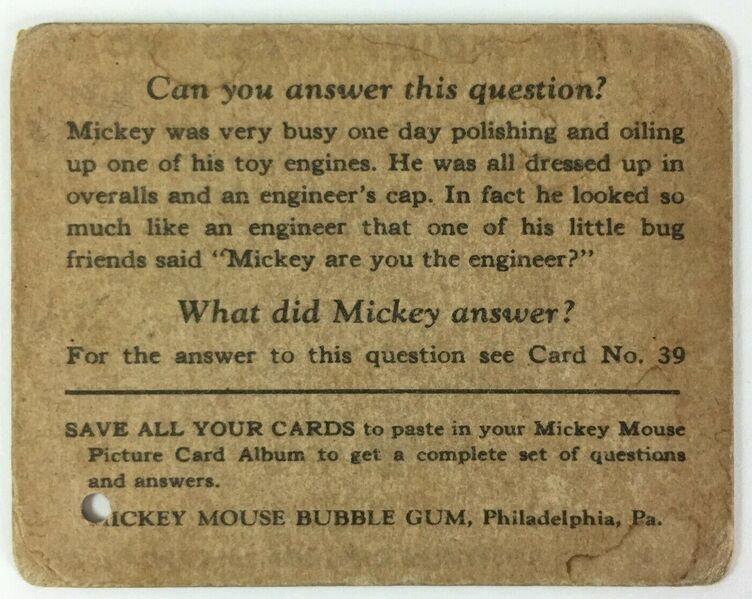 Can you answer this question?
Mickey was very busy one day polishing and oiling
up one of his toy engines. He was all dressed up in
overalls and an engineer's cap. In fact he looked so
much like an engineer that one of his little bug
friends said "Mickey are you the engineer?"
What did Mickey answer?
For the answer to this question see Card No. 39
SAVE ALL YOUR CARDS to paste in your Mickey Mouse
Picture Card Album to get a complete set of questions
and answers.
MICKEY MOUSE BUBBLE GUM, Philadelphia, Pa.